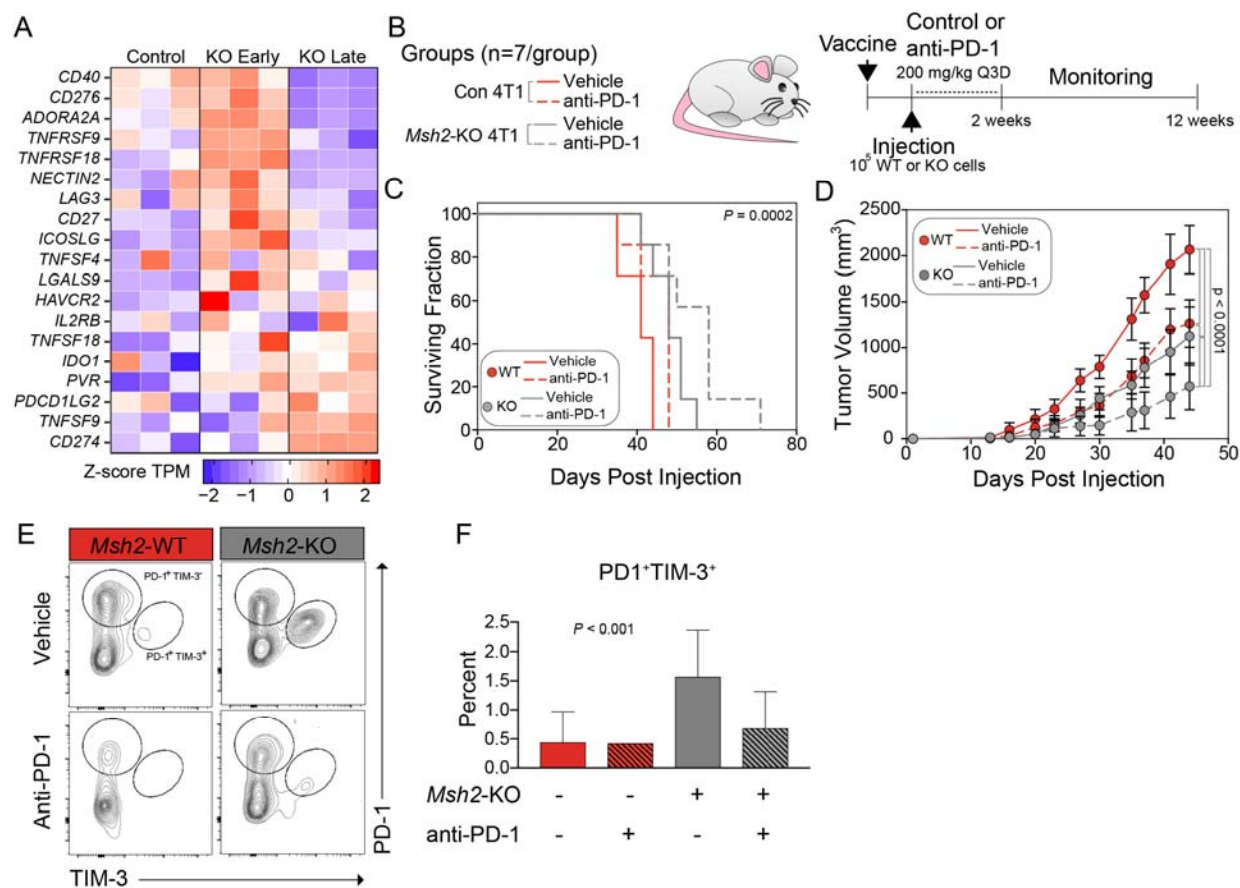 A
Control
KO Early
KO Late
CD40
CD276
ADORA2A
TNFRSF9
TNFRSF18
NECTIN2
LAG3
CD27
ICOSLG
TNFSF4
LGALS9
HAVCR2
IL2RB
TNFSF18
IDO1
PVR
PDCD1LG2
TNFSF9
CD274
Z-score TPM
−2 −1 0 1 2
B
Groups (n=7/group)
Con 4T1
Vehicle
anti-PD-1
Msh2-KO 4T1
Vehicle
anti-PD-1
Vaccine
Control or
anti-PD-1
200 mg/kg Q3D
Monitoring
2 weeks
12 weeks
Injection
10⁵ WT or KO cells
C
P = 0.0002
Surviving Fraction
100
80
60
40
20
0
WT
Vehicle
anti-PD-1
KO
Vehicle
anti-PD-1
0 20 40 60 80
Days Post Injection
D
Tumor Volume (mm³)
2500
2000
1500
1000
500
0
WT
Vehicle
anti-PD-1
KO
Vehicle
anti-PD-1
P < 0.0001
0 10 20 30 40 50
Days Post Injection
E
Msh2-WT
Msh2-KO
Vehicle
PD-1⁺ TIM-3⁻
PD-1⁺ TIM-3⁺
Anti-PD-1
PD-1
TIM-3
F
PD1⁺TIM-3⁺
P < 0.001
Percent
2.5
2.0
1.5
1.0
0.5
0.0
Msh2-KO - - + +
anti-PD-1 - + - +